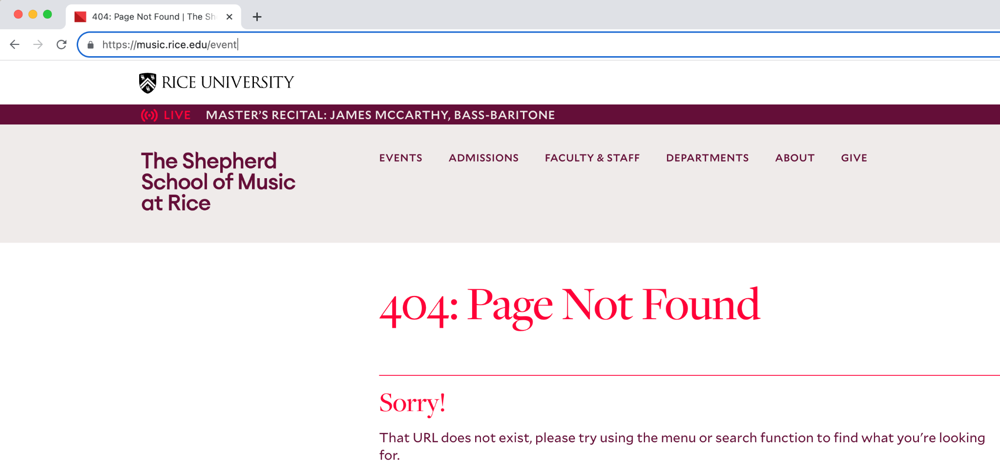 404: Page Not Found | The Sh
https://music.rice.edu/event
RICE UNIVERSITY
LIVE MASTER’S RECITAL: JAMES MCCARTHY, BASS-BARITONE
The Shepherd
School of Music
at Rice
EVENTS ADMISSIONS FACULTY & STAFF DEPARTMENTS ABOUT GIVE
404: Page Not Found
Sorry!
That URL does not exist, please try using the menu or search function to find what you’re looking
for.